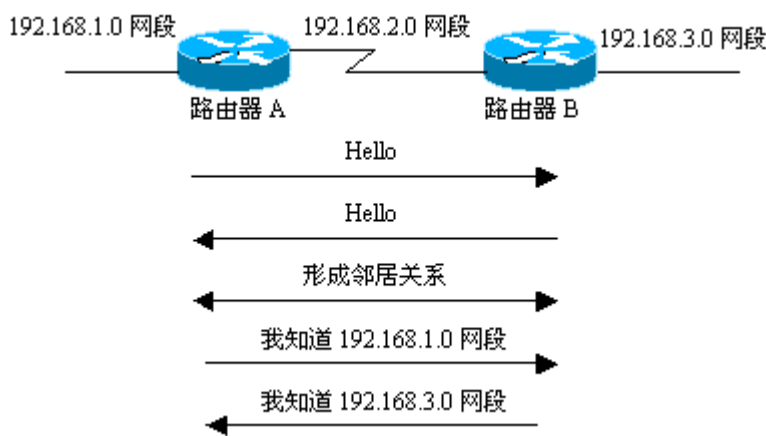 192.168.1.0 网段
192.168.2.0 网段
192.168.3.0 网段
路由器 A
路由器 B
Hello
Hello
形成邻居关系
我知道 192.168.1.0 网段
我知道 192.168.3.0 网段